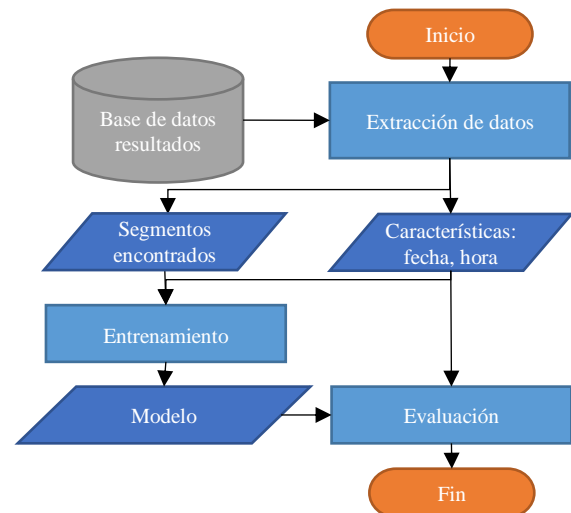 Inicio
Base de datos
resultados
Extracción de datos
Segmentos
encontrados
Características:
fecha, hora
Entrenamiento
Modelo
Evaluación
Fin